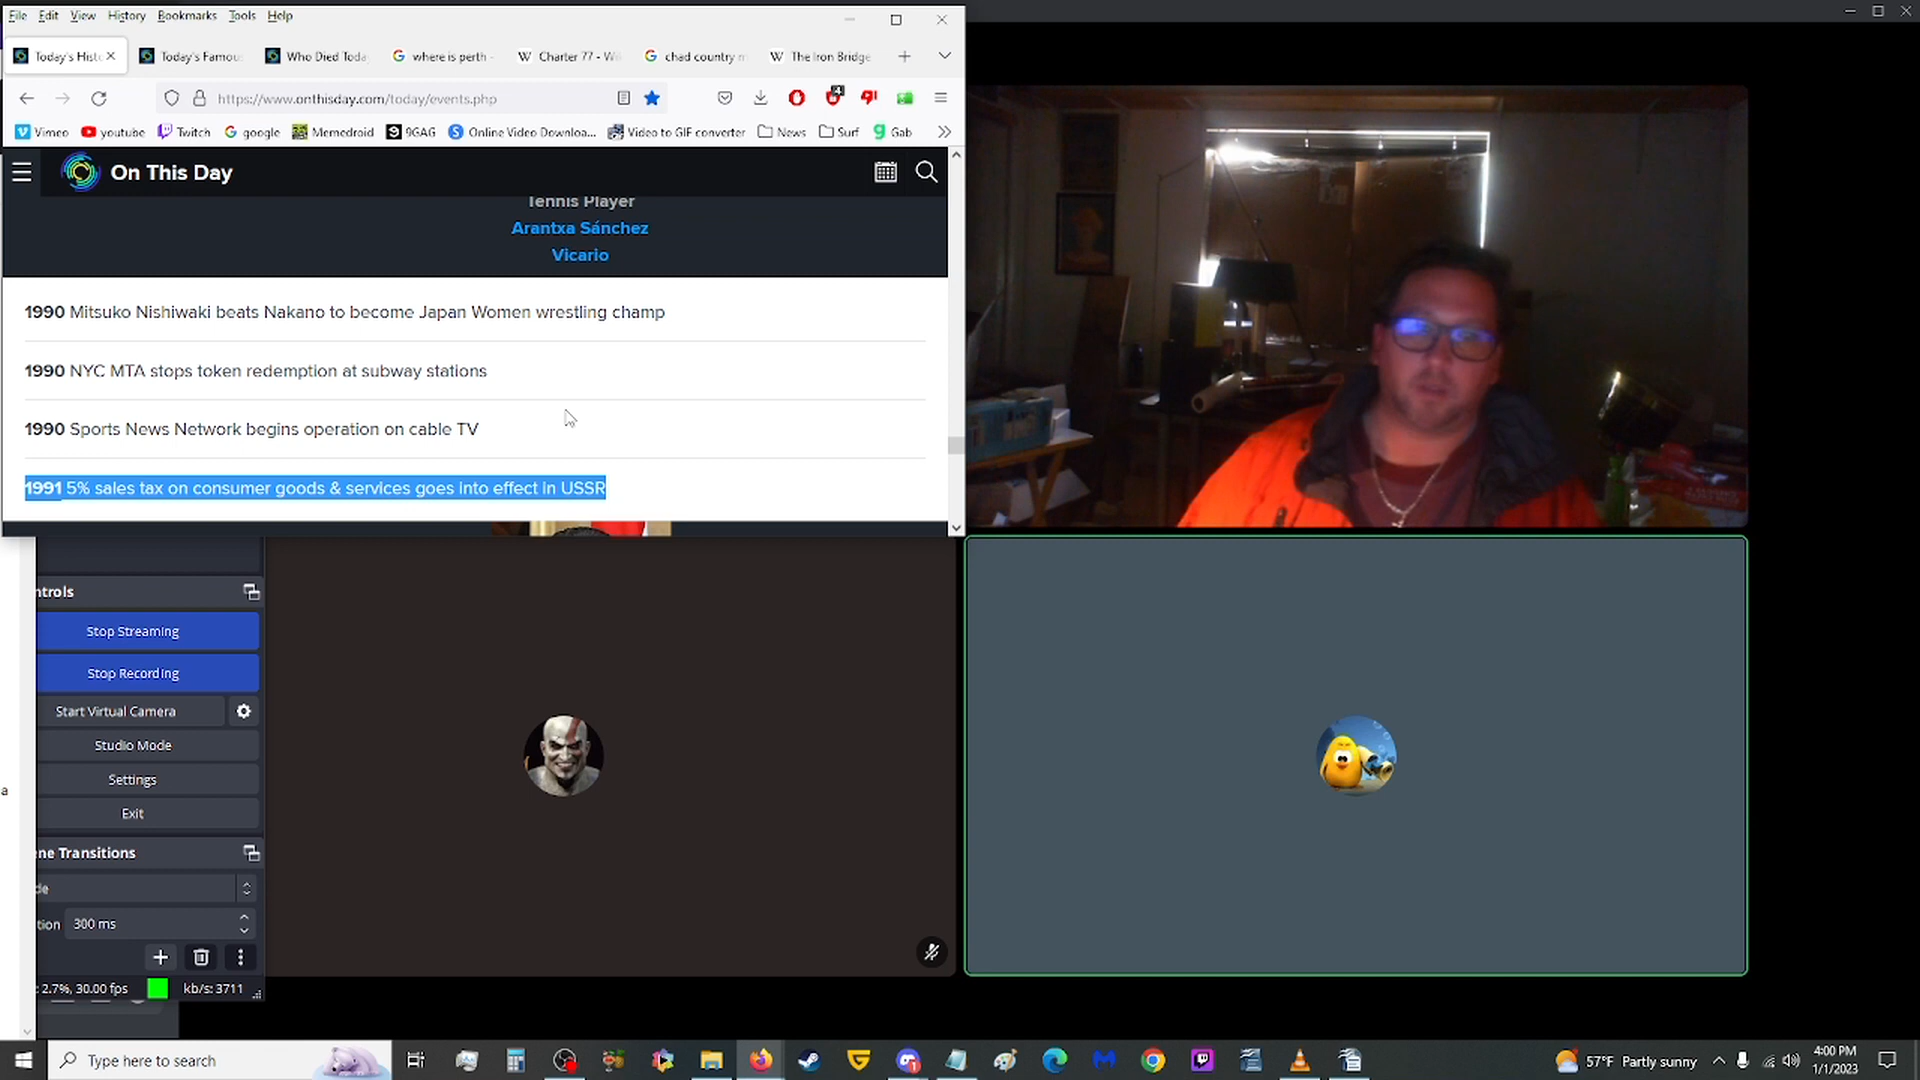 File Edit View History Bookmarks Tools Help
Today's Histo
Today's Famou
Who Died Toda
where is perth -
Charter 77 - Wi
chad country m
The Iron Bridge
https://www.onthisday.com/today/events.php
Vimeo youtube Twitch google Memedroid 9GAG Online Video Downloa... Video to GIF converter News Surf Gab
On This Day
Tennis Player
Arantxa Sánchez
Vicario
1990 Mitsuko Nishiwaki beats Nakano to become Japan Women wrestling champ
1990 NYC MTA stops token redemption at subway stations
1990 Sports News Network begins operation on cable TV
1991 5% sales tax on consumer goods & services goes into effect in USSR
ntrols
Stop Streaming
Stop Recording
Start Virtual Camera
Studio Mode
Settings
Exit
ene Transitions
de
tion 300 ms
: 2.7%, 30.00 fps kb/s: 3711
a
Type here to search
57°F Partly sunny
4:00 PM
1/1/2023